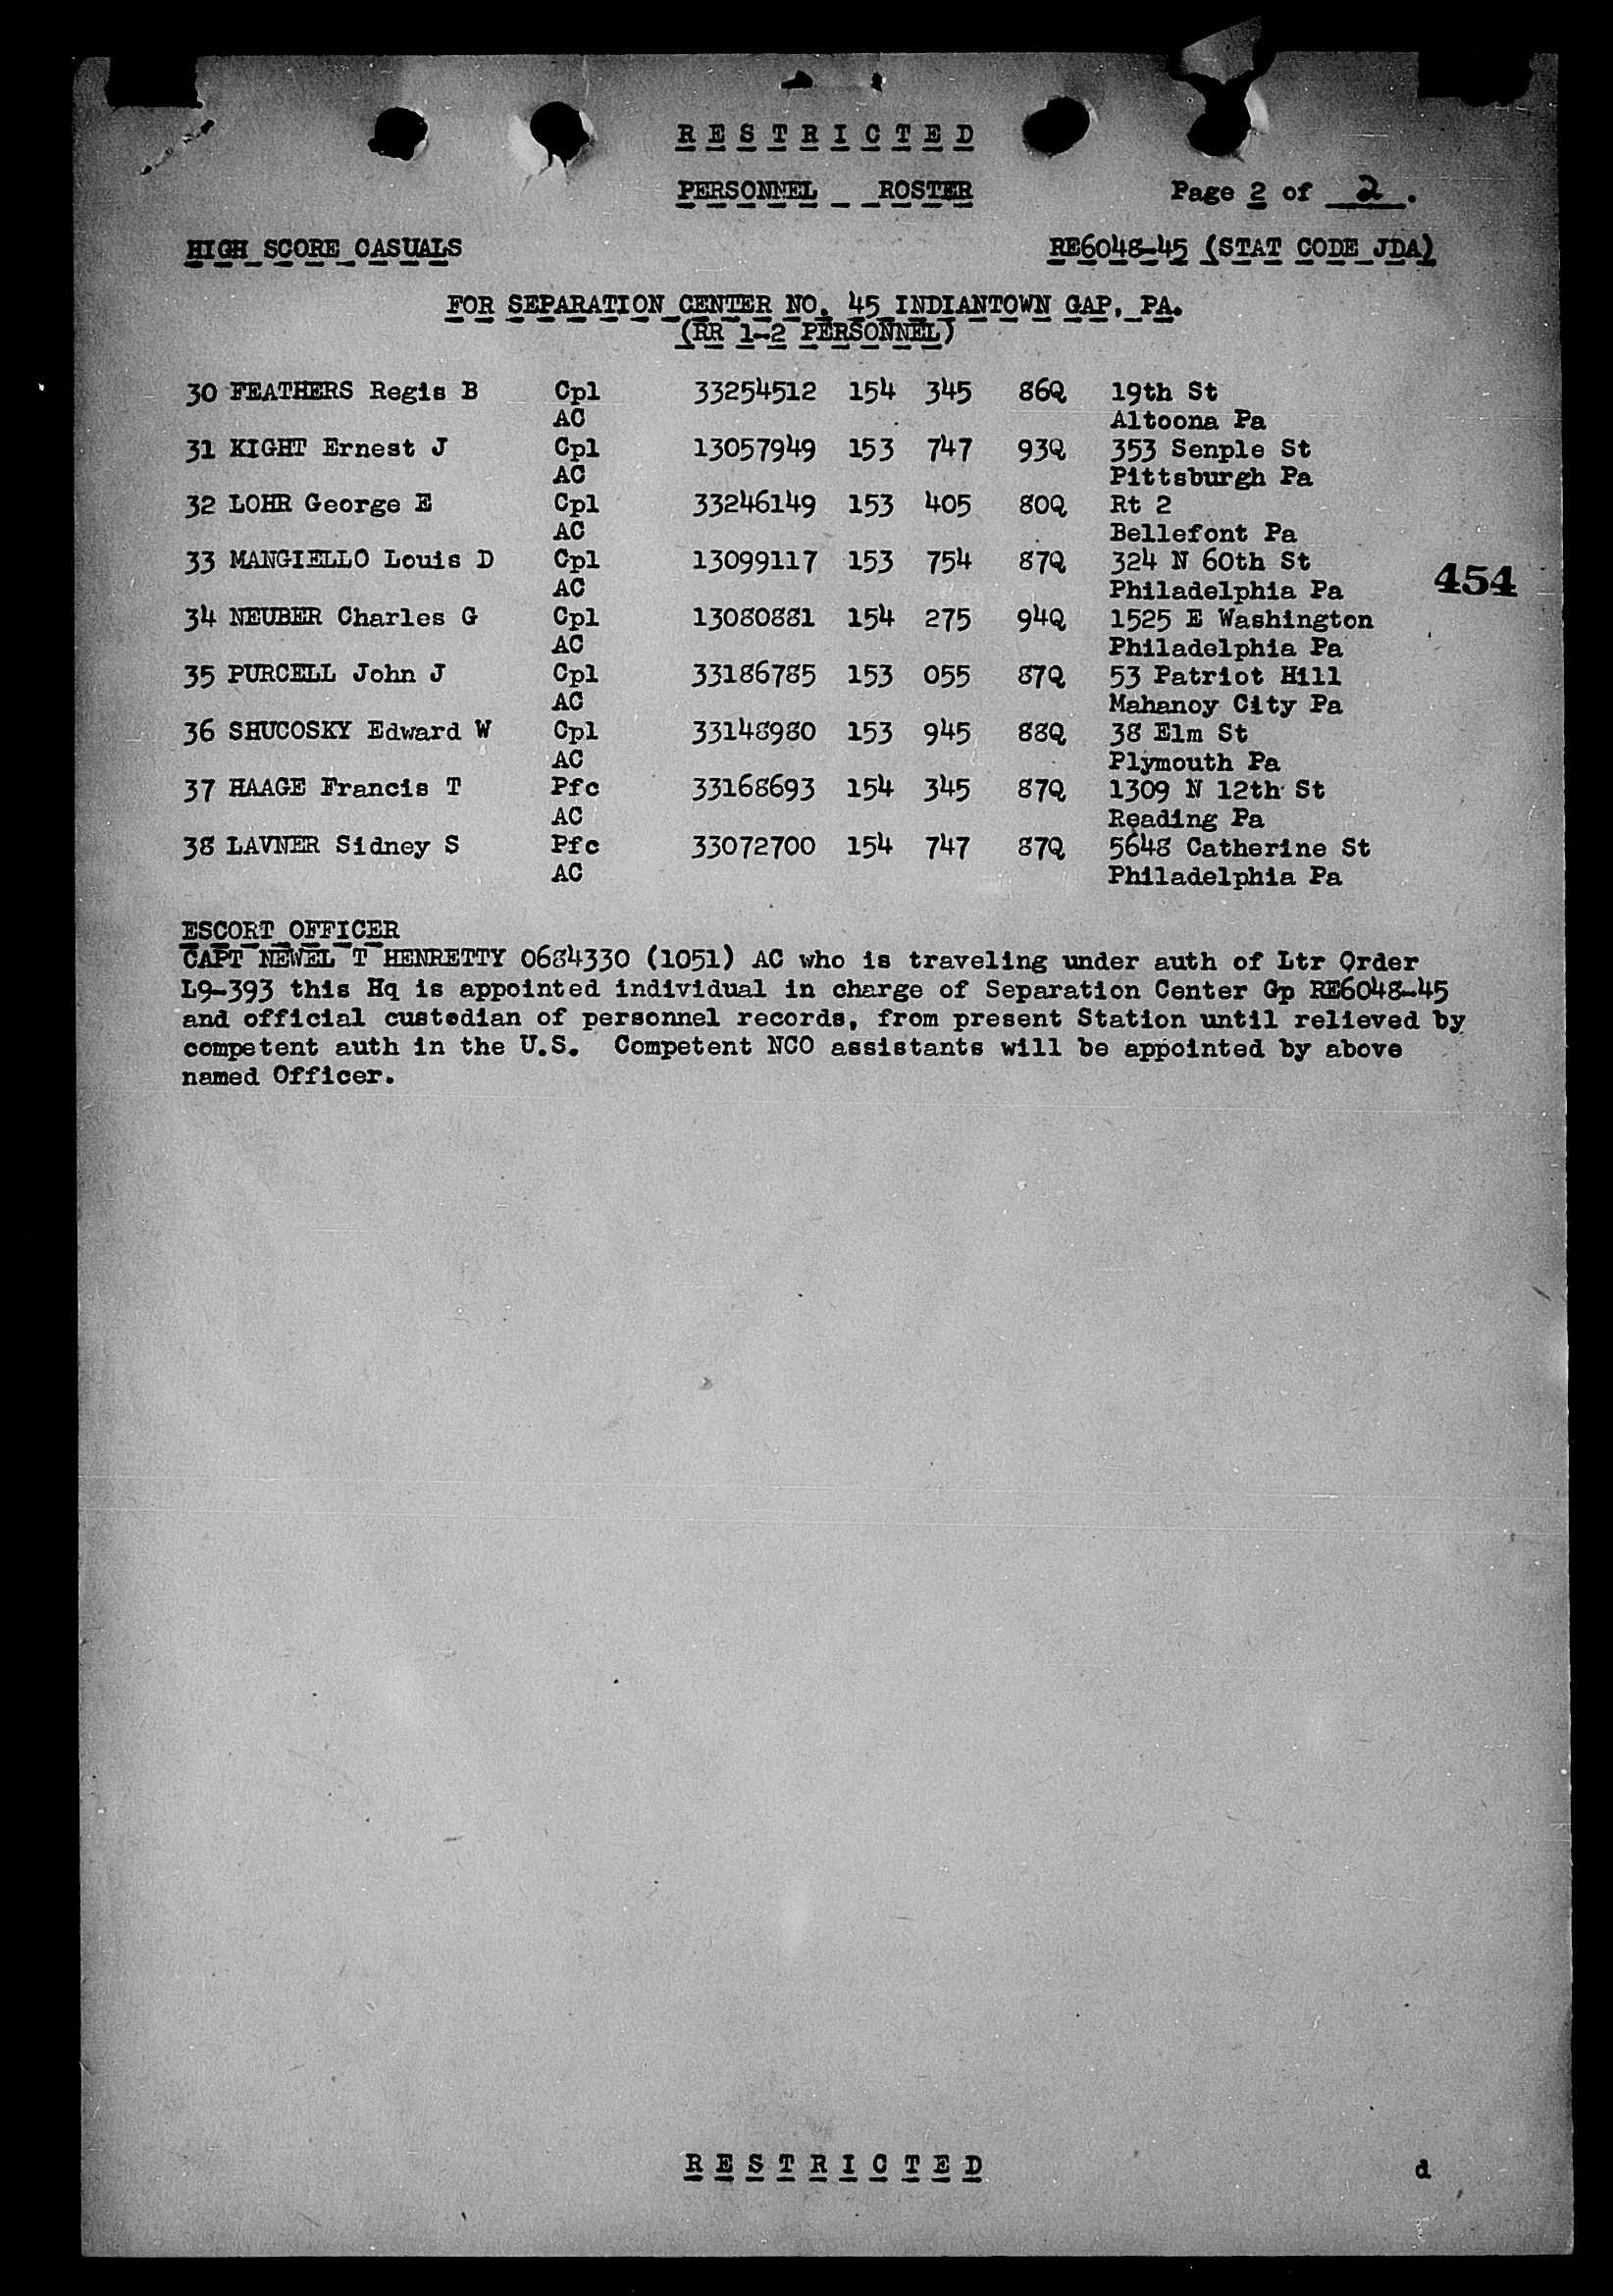 RESTRICTED
PERSONNEL ROSTER Page 2 of 2.
HIGH SCORE CASUALS RE6048-45 (STAT CODE JDA)
FOR SEPARATION CENTER NO. 45 INDIANTOWN GAP, PA.
(RR 1-2 PERSONNEL)
30 FEATHERS Regis B Cpl 33254512 154 345 86Q 19th St
AC Altoona Pa
31 KIGHT Ernest J Cpl 13057949 153 747 93Q 353 Senple St
AC Pittsburgh Pa
32 LOHR George E Cpl 33246149 153 405 80Q Rt 2
AC Bellefont Pa
33 MANGIELLO Louis D Cpl 13099117 153 754 87Q 324 N 60th St
AC Philadelphia Pa 454
34 NEUBER Charles G Cpl 13080881 154 275 94Q 1525 E Washington
AC Philadelphia Pa
35 PURCELL John J Cpl 33186785 153 055 87Q 53 Patriot Hill
AC Mahanoy City Pa
36 SHUCOSKY Edward W Cpl 33148980 153 945 88Q 38 Elm St
AC Plymouth Pa
37 HAAGE Francis T Pfc 33168693 154 345 87Q 1309 N 12th St
AC Reading Pa
38 LAVNER Sidney S Pfc 33072700 154 747 87Q 5648 Catherine St
AC Philadelphia Pa
ESCORT OFFICER
CAPT NEWEL T HENRETTY 0684330 (1051) AC who is traveling under auth of Ltr Order
L9-393 this Hq is appointed individual in charge of Separation Center Gp RE6048-45
and official custodian of personnel records, from present Station until relieved by
competent auth in the U.S. Competent NCO assistants will be appointed by above
named Officer.
RESTRICTED d